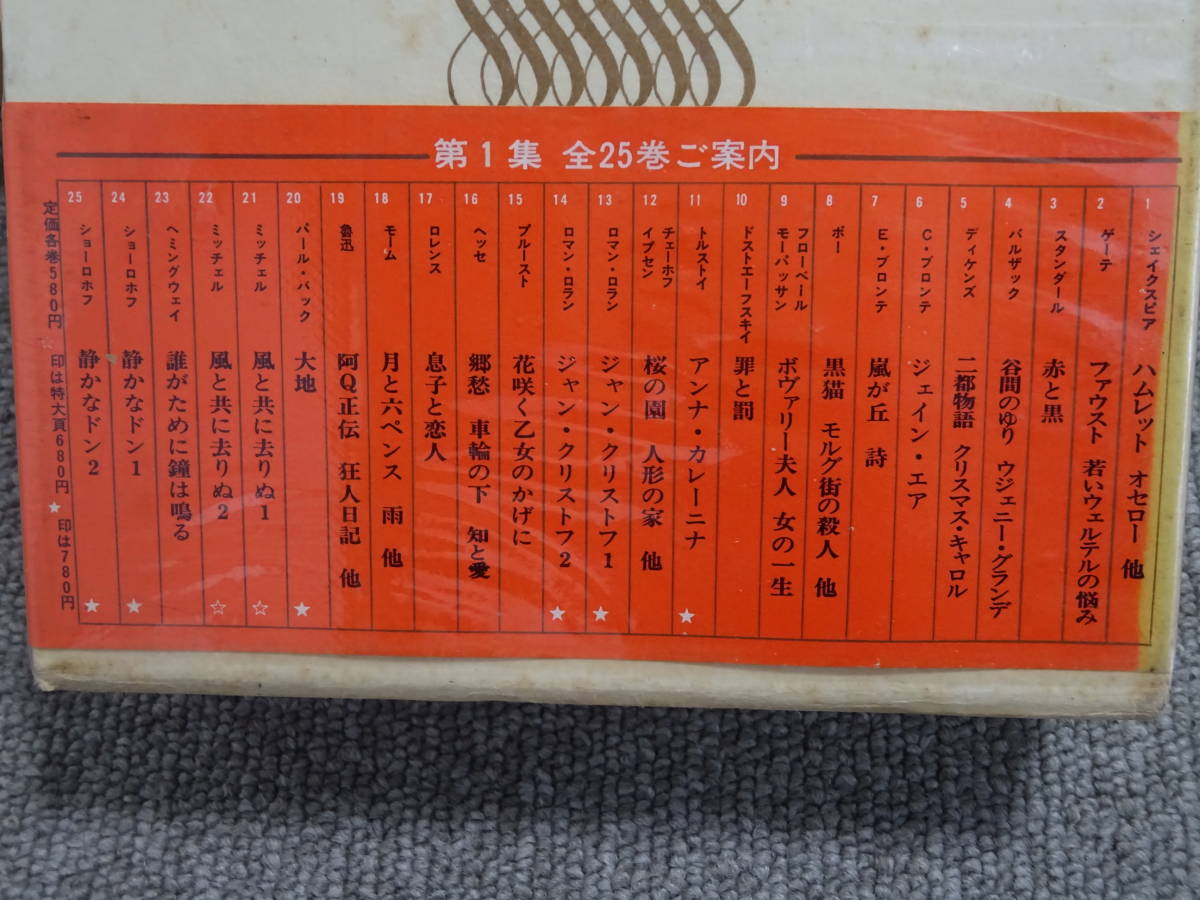 第1集 全25巻ご案内
1 シェイクスピア ハムレット オセロー 他
2 ゲーテ ファウスト 若いウェルテルの悩み
3 スタンダール 赤と黒
4 バルザック 谷間のゆり ウジェニー・グランデ
5 ディケンズ 二都物語 クリスマス・キャロル
6 C・ブロンテ ジェイン・エア
7 E・ブロンテ 嵐が丘 詩
8 ポー 黒猫 モルグ街の殺人 他
9 フローベール モーパッサン ボヴァリー夫人 女の一生
10 ドストエーフスキイ 罪と罰
11 トルストイ アンナ・カレーニナ ★
12 チェーホフ イプセン 桜の園 人形の家 他
13 ロマン・ロラン ジャン・クリストフ1 ★
14 ロマン・ロラン ジャン・クリストフ2 ★
15 プルースト 花咲く乙女のかげに
16 ヘッセ 郷愁 車輪の下 知と愛
17 ロレンス 息子と恋人
18 モーム 月と六ペンス 雨 他
19 魯迅 阿Q正伝 狂人日記 他
20 パール・バック 大地 ★
21 ミッチェル 風と共に去りぬ1 ☆
22 ミッチェル 風と共に去りぬ2 ☆
23 ヘミングウェイ 誰がために鐘は鳴る
24 ショーロホフ 静かなドン1 ★
25 ショーロホフ 静かなドン2 ★
定価各巻580円 ☆印は特大頁680円 ★印は780円